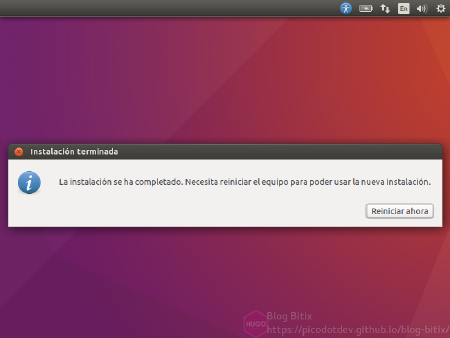 En
Instalación terminada
La instalación se ha completado. Necesita reiniciar el equipo para poder usar la nueva instalación.
Reiniciar ahora
HUGO
Blog Bitix
https://picodotdev.github.io/blog-bitix/